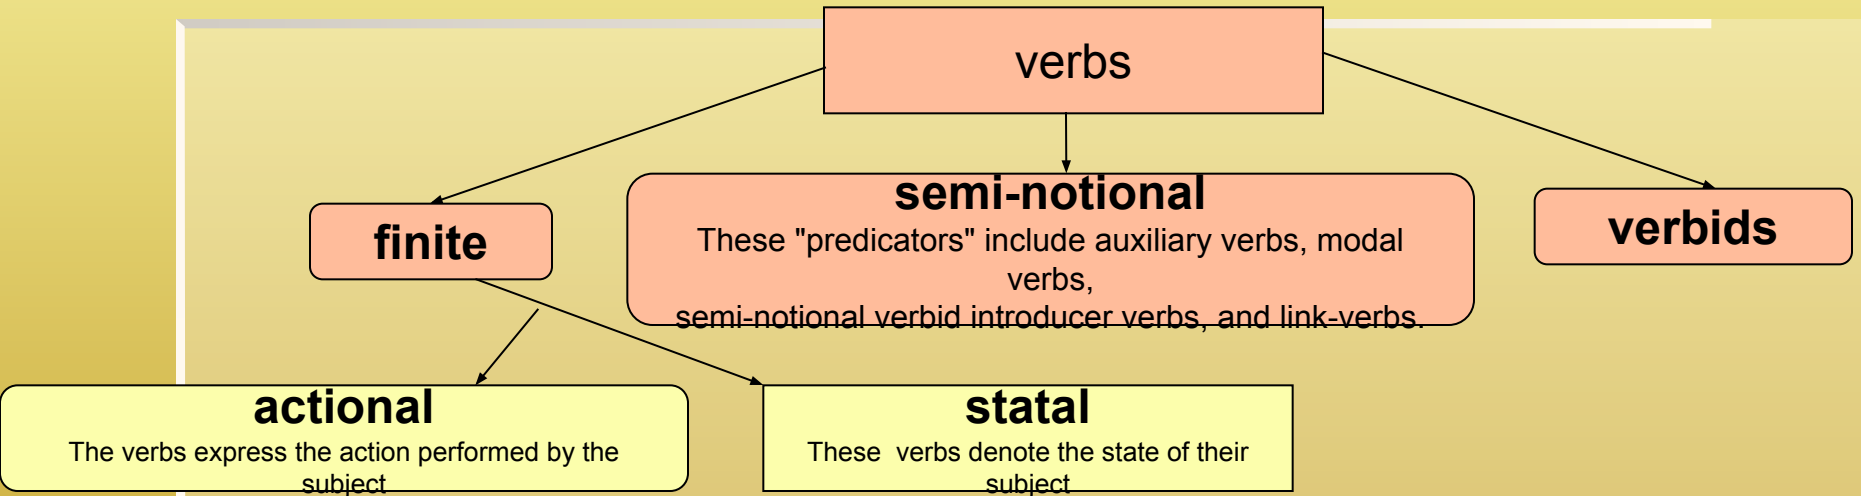 verbs
finite
semi-notional
These "predicators" include auxiliary verbs, modal
verbs,
semi-notional verbid introducer verbs, and link-verbs.
verbids
actional
The verbs express the action performed by the
subject
statal
These verbs denote the state of their
subject